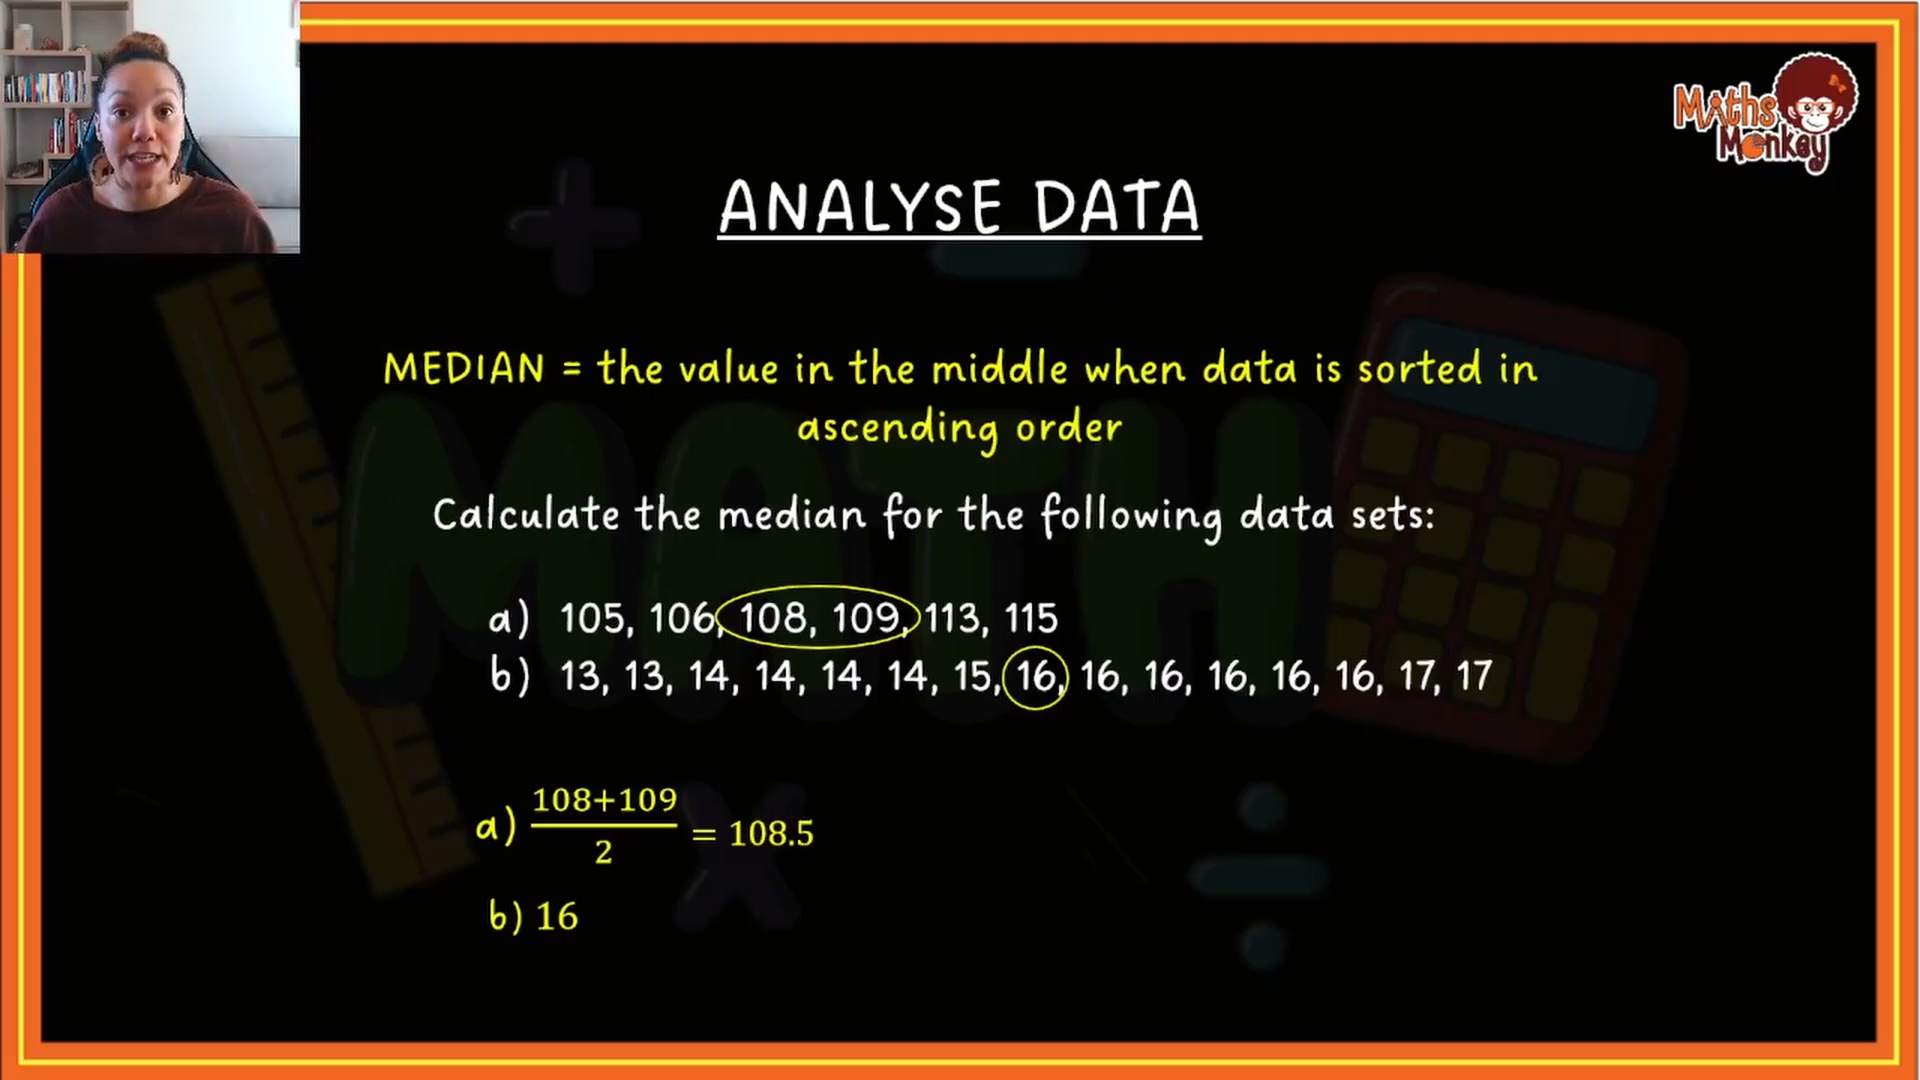 Maths
Monkey
ANALYSE DATA
MEDIAN = the value in the middle when data is sorted in
ascending order
Calculate the median for the following data sets:
a) 105, 106, 108, 109, 113, 115
b) 13, 13, 14, 14, 14, 14, 15, 16, 16, 16, 16, 16, 16, 17, 17
a) 108+109
2
= 108.5
b) 16
MATH